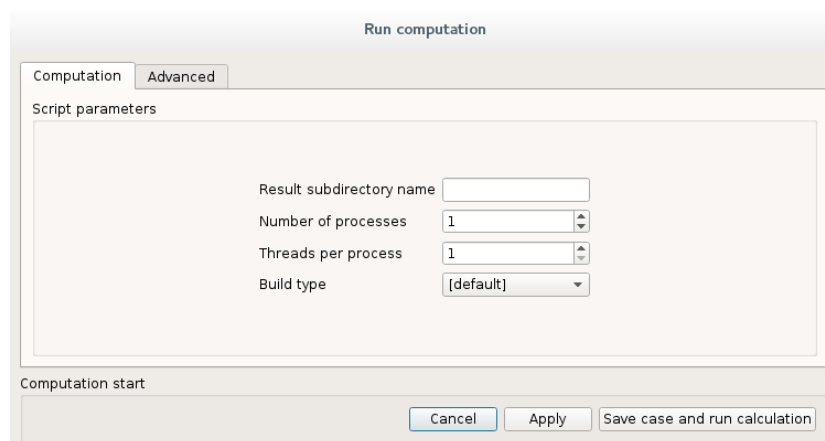 Run computation
Computation Advanced
Script parameters
Result subdirectory name
Number of processes 1
Threads per process 1
Build type [default]
Computation start
Cancel Apply Save case and run calculation